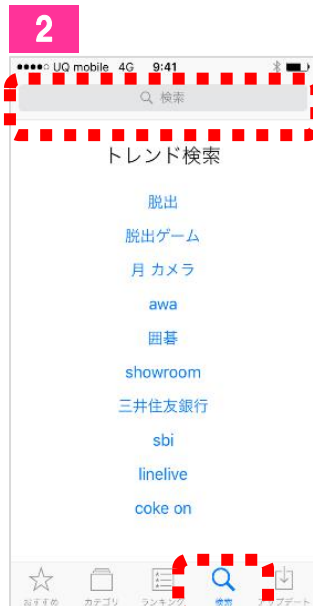 2
UQ mobile 4G 9:41
検索
トレンド検索
脱出
脱出ゲーム
月 カメラ
awa
囲碁
showroom
三井住友銀行
sbi
linelive
coke on
おすすめ カテゴリ ランキング 検索 アップデート